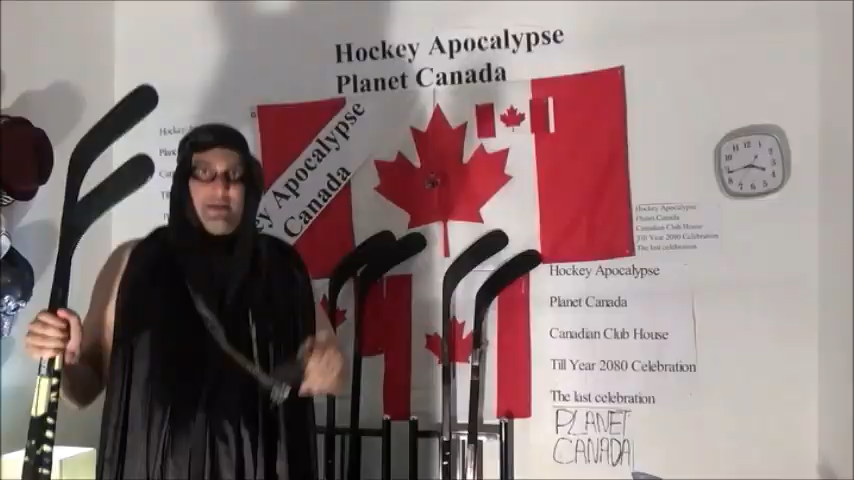 Hockey Apocalypse
Planet Canada
Hockey
Apocalypse
Canada
Hockey Apocalypse
Planet Canada
Canadian Club House
Till Year 2080 Celebration
The last celebration
Hockey Apocalypse
Planet Canada
Canadian Club House
Till Year 2080 Celebration
The last celebration
PLANET
CANADA